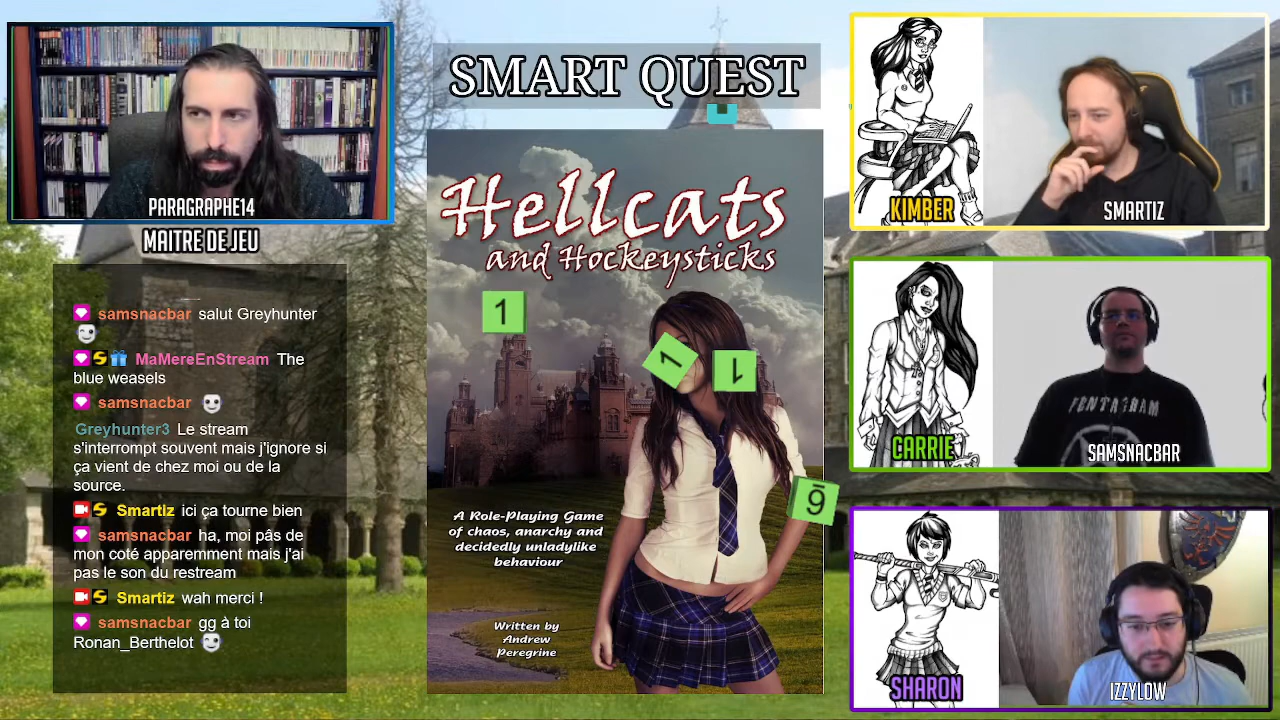 SMART QUEST
PARAGRAPHE14
MAITRE DE JEU
samsnacbar salut Greyhunter
MaMereEnStream The
blue weasels
samsnacbar
Greyhunter3 Le stream
s'interrompt souvent mais j'ignore si
ça vient de chez moi ou de la
source.
Smartiz ici ça tourne bien
samsnacbar ha, moi pâs de
mon coté apparemment mais j'ai
pas le son du restream
Smartiz wah merci !
samsnacbar gg à toi
Ronan_Berthelot
Hellcats
and Hockeysticks
1
1
1
9
A Role-Playing Game
of chaos, anarchy and
decidedly unladylike
behaviour
Written by
Andrew
Peregrine
KIMBER
SMARTIZ
PENTAGRAM
CARRIE
SAMSNACBAR
SHARON
IZZYLOW